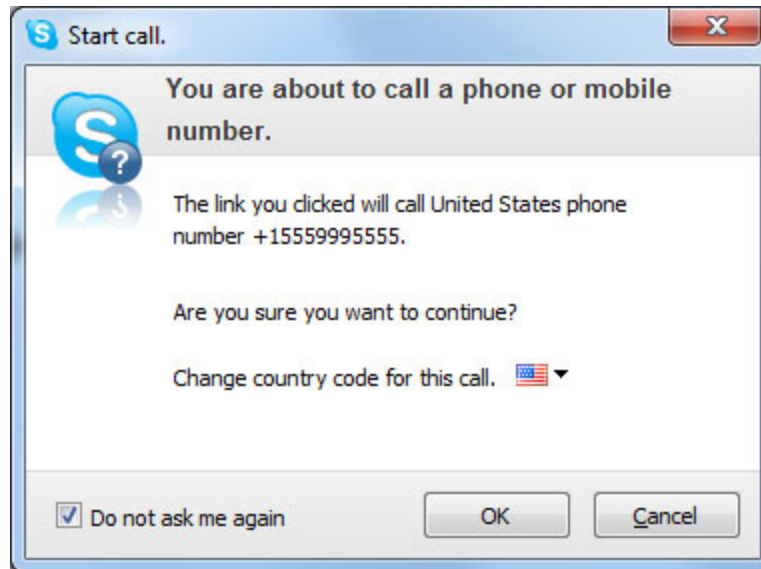 Start call.
You are about to call a phone or mobile
number.
The link you clicked will call United States phone
number +15559995555.
Are you sure you want to continue?
Change country code for this call.
Do not ask me again
OK
Cancel